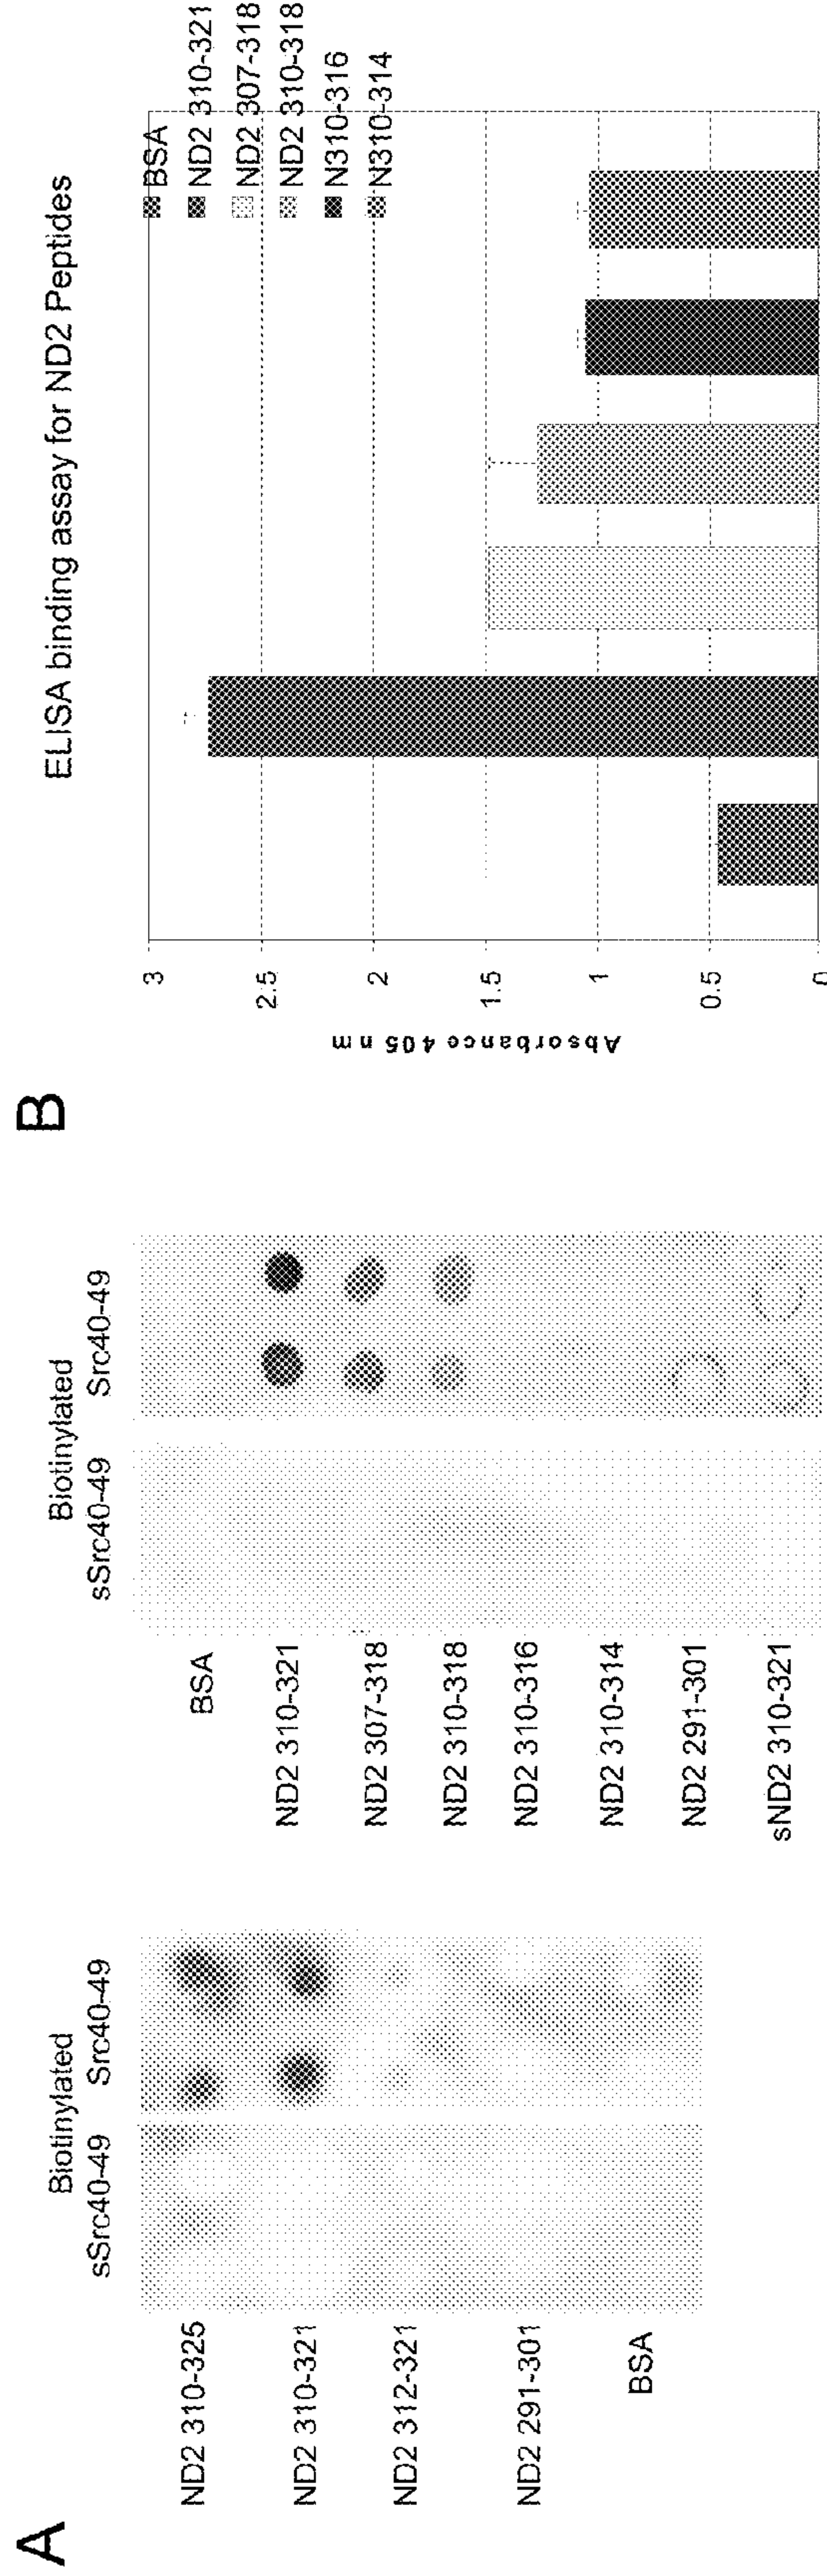 A
Biotinylated
sSrc40-49 Src40-49
ND2 310-325
ND2 310-321
ND2 312-321
ND2 291-301
BSA
Biotinylated
sSrc40-49 Src40-49
BSA
ND2 310-321
ND2 307-318
ND2 310-318
ND2 310-316
ND2 310-314
ND2 291-301
sND2 310-321
B
ELISA binding assay for ND2 Peptides
Absorbance 405 nm
3
2.5
2
1.5
1
0.5
0
BSA
ND2 310-321
ND2 307-318
ND2 310-318
N310-316
N310-314